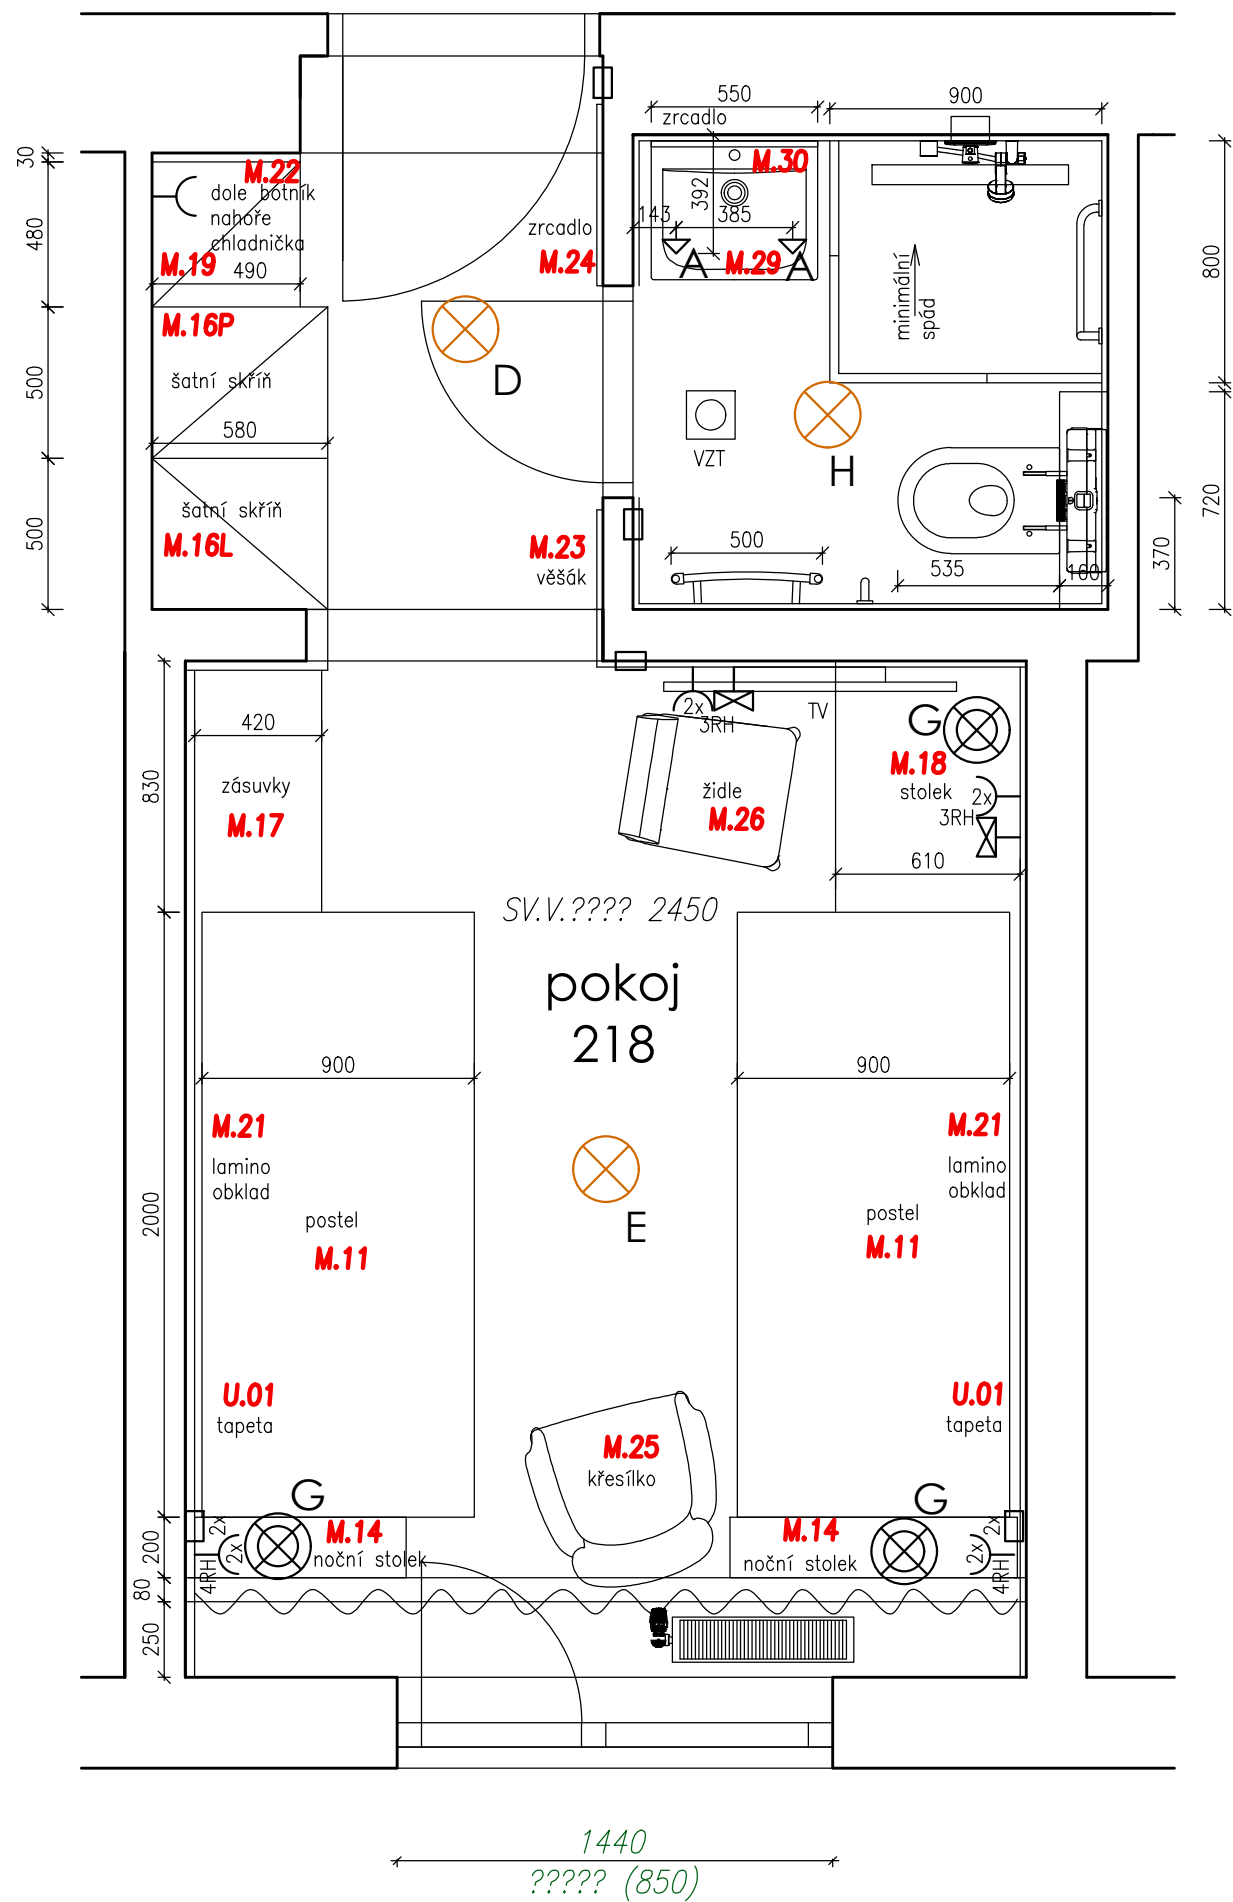 550
900
zrcadlo
30
M.22
M.30
dole botník
nahoře
chladnička
392
143
385
480
zrcadlo
M.24
M.19
490
A
M.29
A
minimální
spád
800
M.16P
šatní skříň
D
500
580
VZT
H
šatní skříň
M.16L
500
M.23
věšák
500
535
160
370
720
420
2x
3RH
TV
G
M.18
stolek
2x
3RH
830
zásuvky
M.17
židle
M.26
610
SV.V.???? 2450
pokoj
218
900
900
M.21
lamino
obklad
M.21
lamino
obklad
2000
postel
M.11
postel
M.11
E
U.01
tapeta
U.01
tapeta
M.25
křesílko
G
G
2x
M.14
noční stolek
M.14
noční stolek
2x
200
2x
4RH
2x
4RH
80
250
1440
????? (850)